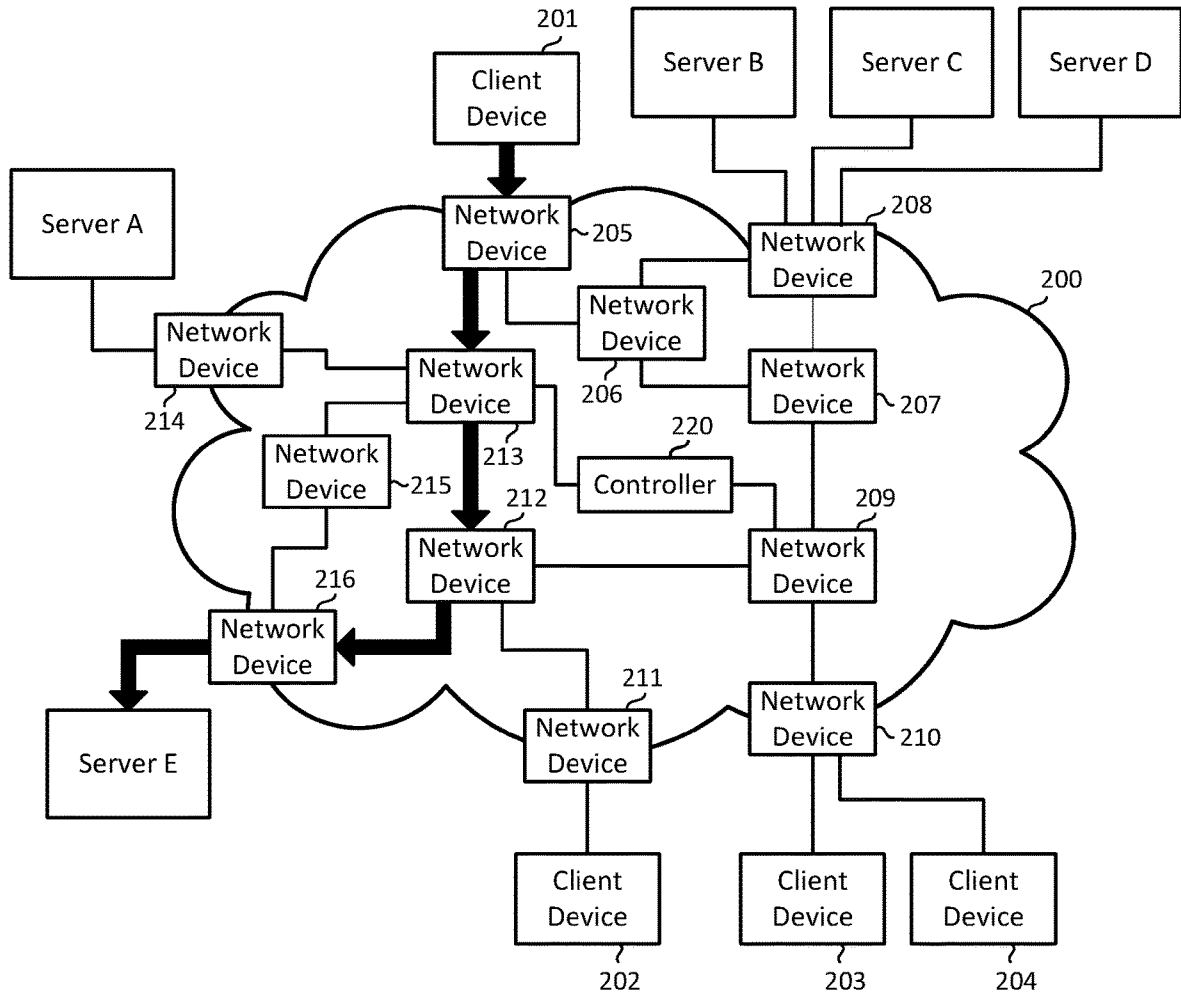 201
Client
Device
Server B
Server C
Server D
Server A
Network
Device
205
Network
Device
208
200
Network
Device
206
Network
Device
214
Network
Device
213
Network
Device
207
Network
Device
215
220
Controller
212
Network
Device
209
Network
Device
216
Network
Device
211
Network
Device
Network
Device
210
Server E
Client
Device
202
Client
Device
203
Client
Device
204